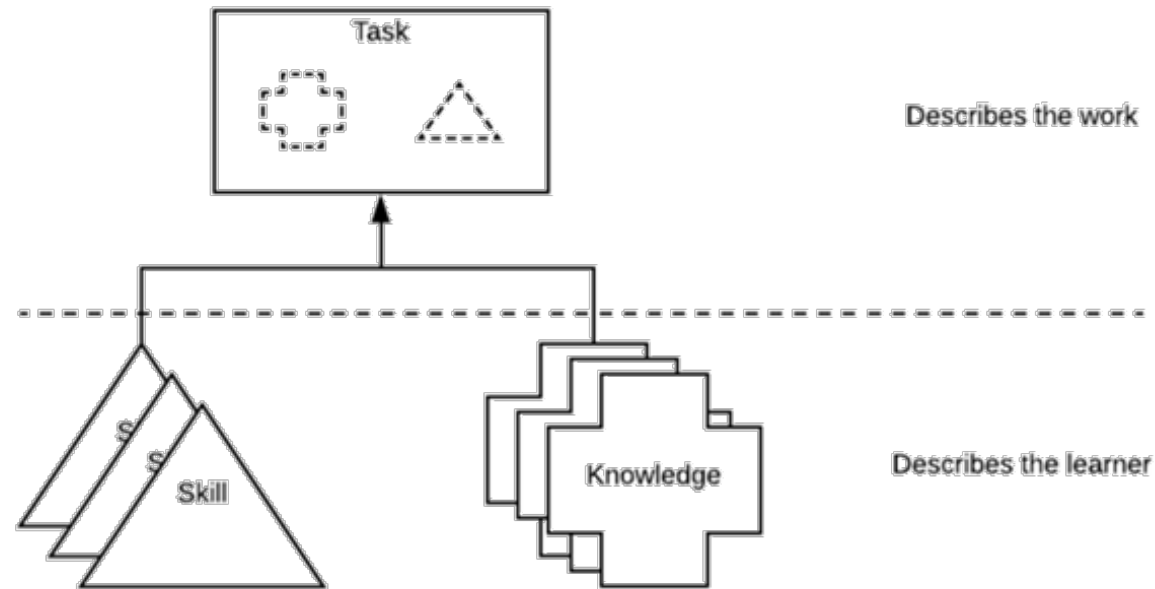 Task
Describes the work
S
S
Skill
Knowledge
Describes the learner